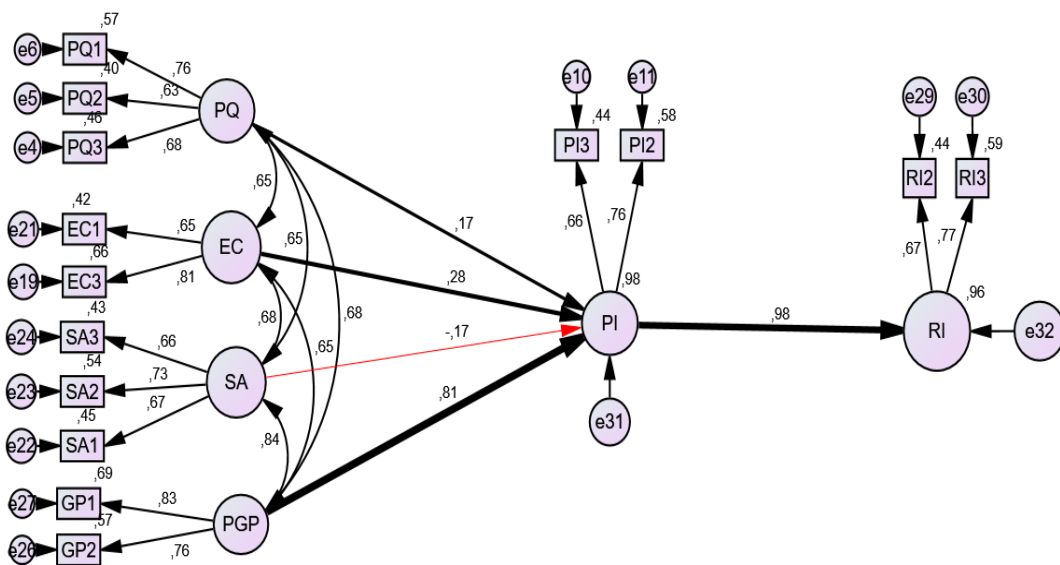 ,57
e6 PQ1
,76
,40
e5 PQ2 ,63 PQ
,46
e4 PQ3 ,68
,65
,42
e21 EC1 ,65
EC ,65
,66
e19 EC3 ,81
,43
e24 SA3 ,66
,68
,54
e23 SA2 ,73 SA
,45 ,67
e22 SA1
,65
,68
,84
,69
e27 GP1 ,83
PGP
,57
e26 GP2 ,76
,17
,28
-,17
,81
e10 e11
,44 ,58
PI3 PI2
,66 ,76
,98
PI
e31
,98
e29 e30
,44 ,59
RI2 RI3
,67 ,77
,96
RI e32